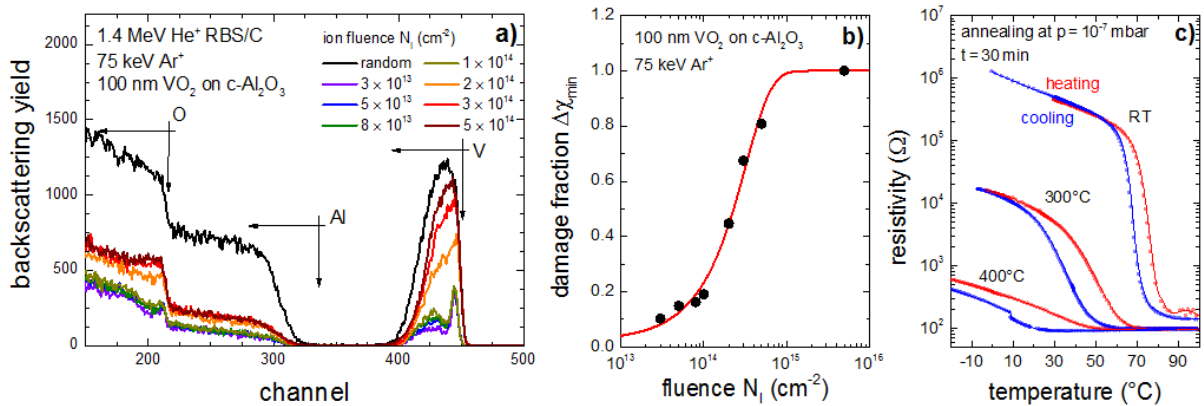 a)
1.4 MeV He⁺ RBS/C
75 keV Ar⁺
100 nm VO₂ on c-Al₂O₃
ion fluence N_I (cm⁻²)
random
3 × 10¹³
5 × 10¹³
8 × 10¹³
1 × 10¹⁴
2 × 10¹⁴
3 × 10¹⁴
5 × 10¹⁴
O
Al
V
backscattering yield
2000
1500
1000
500
0
200
300
400
500
channel
b)
100 nm VO₂ on c-Al₂O₃
75 keV Ar⁺
damage fraction Δχmin
1.2
1.0
0.8
0.6
0.4
0.2
0.0
10¹³
10¹⁴
10¹⁵
10¹⁶
fluence N_I (cm⁻²)
c)
annealing at p = 10⁻⁷ mbar
t = 30 min
heating
cooling
RT
300°C
400°C
resistivity (Ω)
10⁷
10⁶
10⁵
10⁴
10³
10²
-10
10
30
50
70
90
temperature (°C)